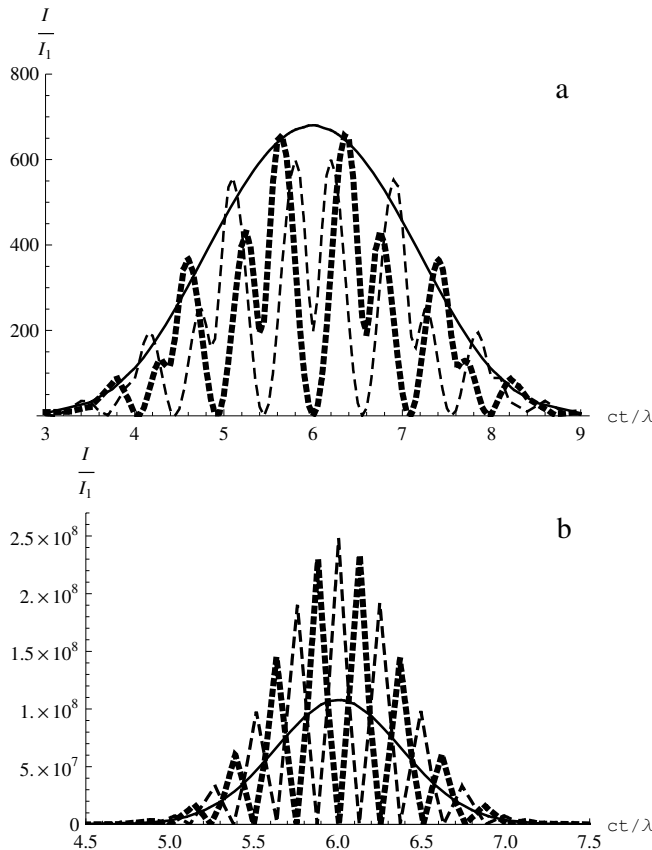 I
I₁
a
800
600
400
200
3 4 5 6 7 8 9 ct/λ
I
I₁
b
2.5×10⁸
2.×10⁸
1.5×10⁸
1.×10⁸
5.×10⁷
0
4.5 5.0 5.5 6.0 6.5 7.0 7.5 ct/λ